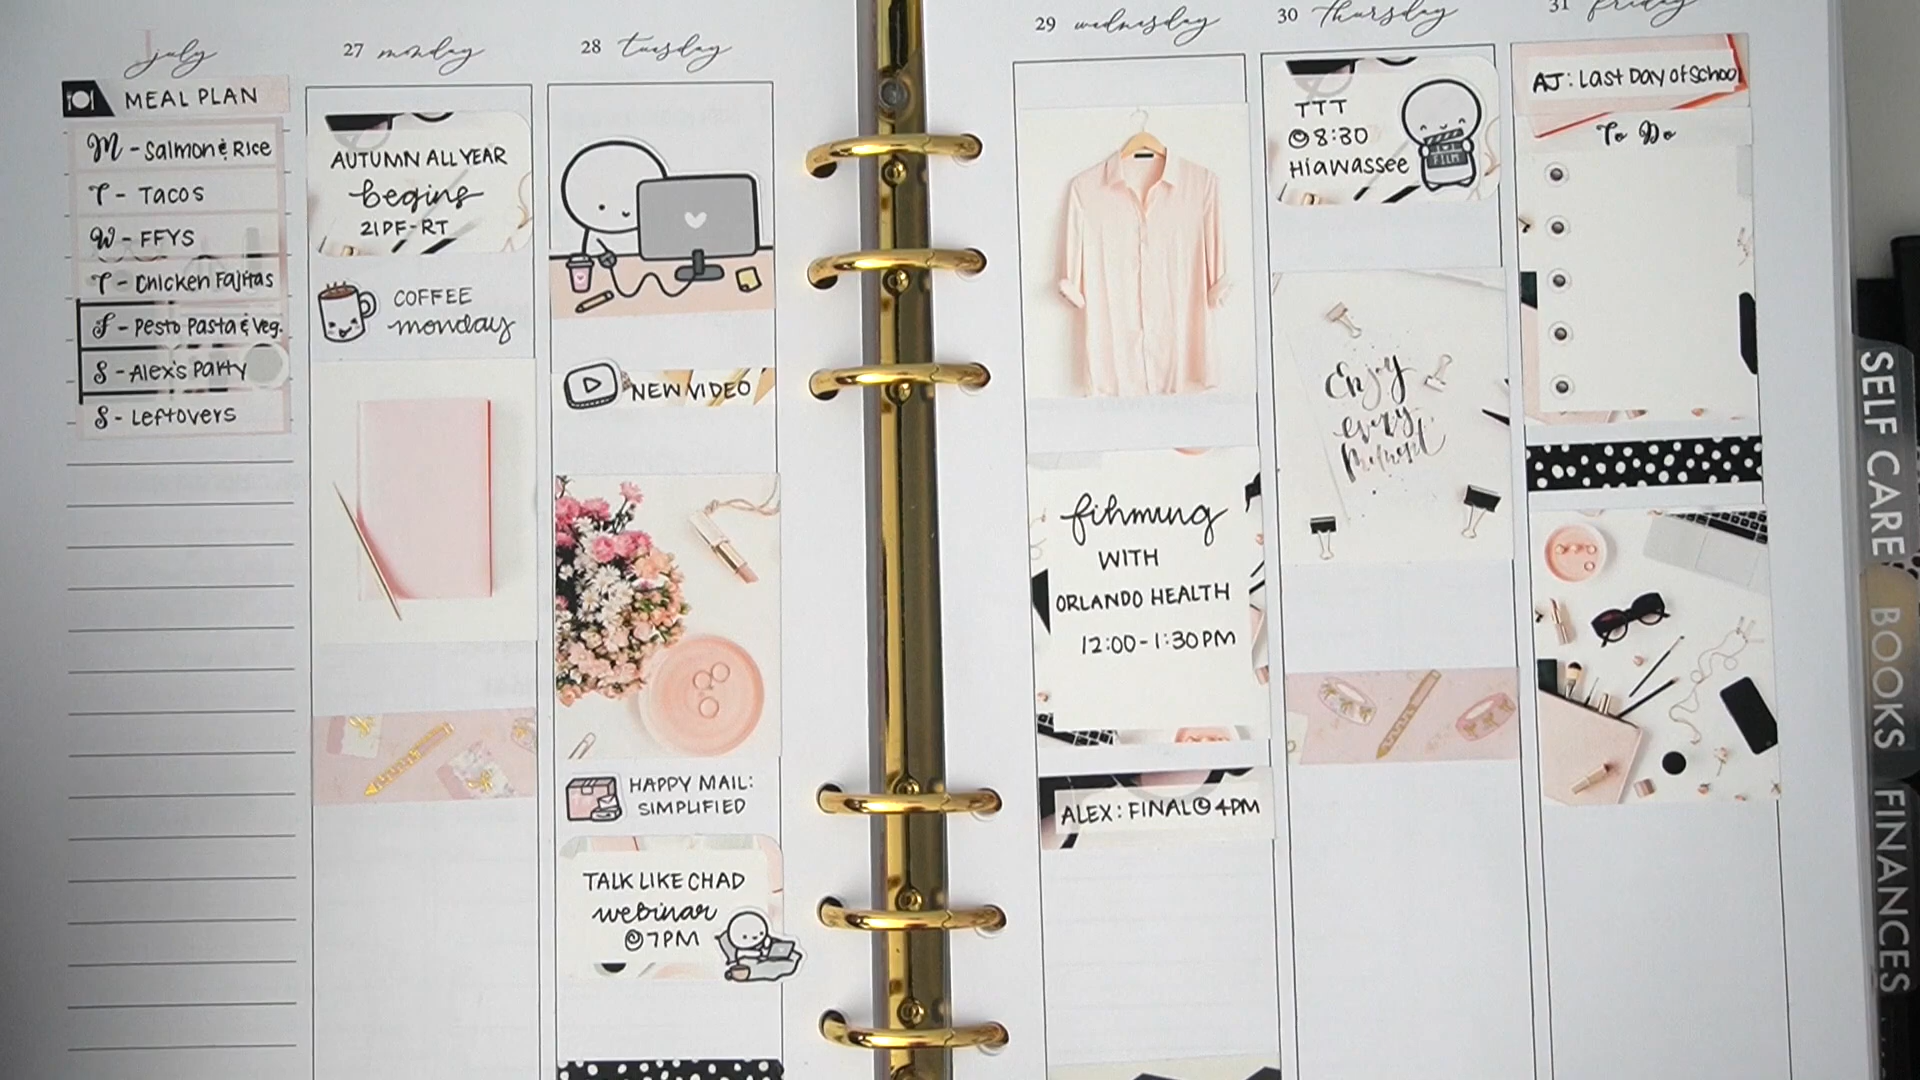 july
MEAL PLAN
M - Salmon & Rice
T - Tacos
W - FFYS
T - Chicken Fajitas
F - Pesto Pasta & Veg.
S - Alex's Party
S - Leftovers
27 monday
AUTUMN ALL YEAR
begins
21PF-RT
COFFEE
monday
28 tuesday
NEW VIDEO
HAPPY MAIL:
SIMPLIFIED
TALK LIKE CHAD
webinar
@7PM
29 wednesday
filming
WITH
ORLANDO HEALTH
12:00-1:30PM
ALEX: FINAL@4PM
30 thursday
TTT
@8:30
Hiawassee
FILM
Enjoy
every
moment
31 friday
AJ: Last Day of School
To Do
SELF CARE
BOOKS
FINANCES